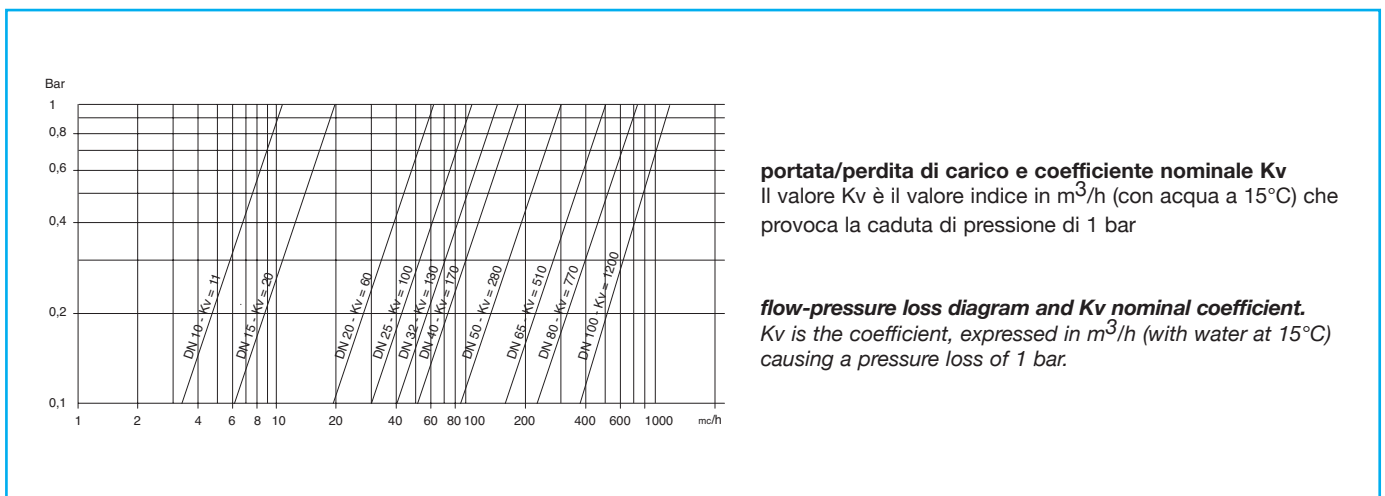 Bar
1
0,8
0,6
0,4
0,2
0,1
DN 10 - Kv = 11
DN 15 - Kv = 20
DN 20 - Kv = 60
DN 25 - Kv = 100
DN 32 - Kv = 130
DN 40 - Kv = 170
DN 50 - Kv = 280
DN 65 - Kv = 510
DN 80 - Kv = 770
DN 100 - Kv = 1200
1 2 4 6 8 10 20 40 60 80 100 200 400 600 1000 mc/h
portata/perdita di carico e coefficiente nominale Kv
Il valore Kv è il valore indice in m³/h (con acqua a 15°C) che
provoca la caduta di pressione di 1 bar
flow-pressure loss diagram and Kv nominal coefficient.
Kv is the coefficient, expressed in m³/h (with water at 15°C)
causing a pressure loss of 1 bar.